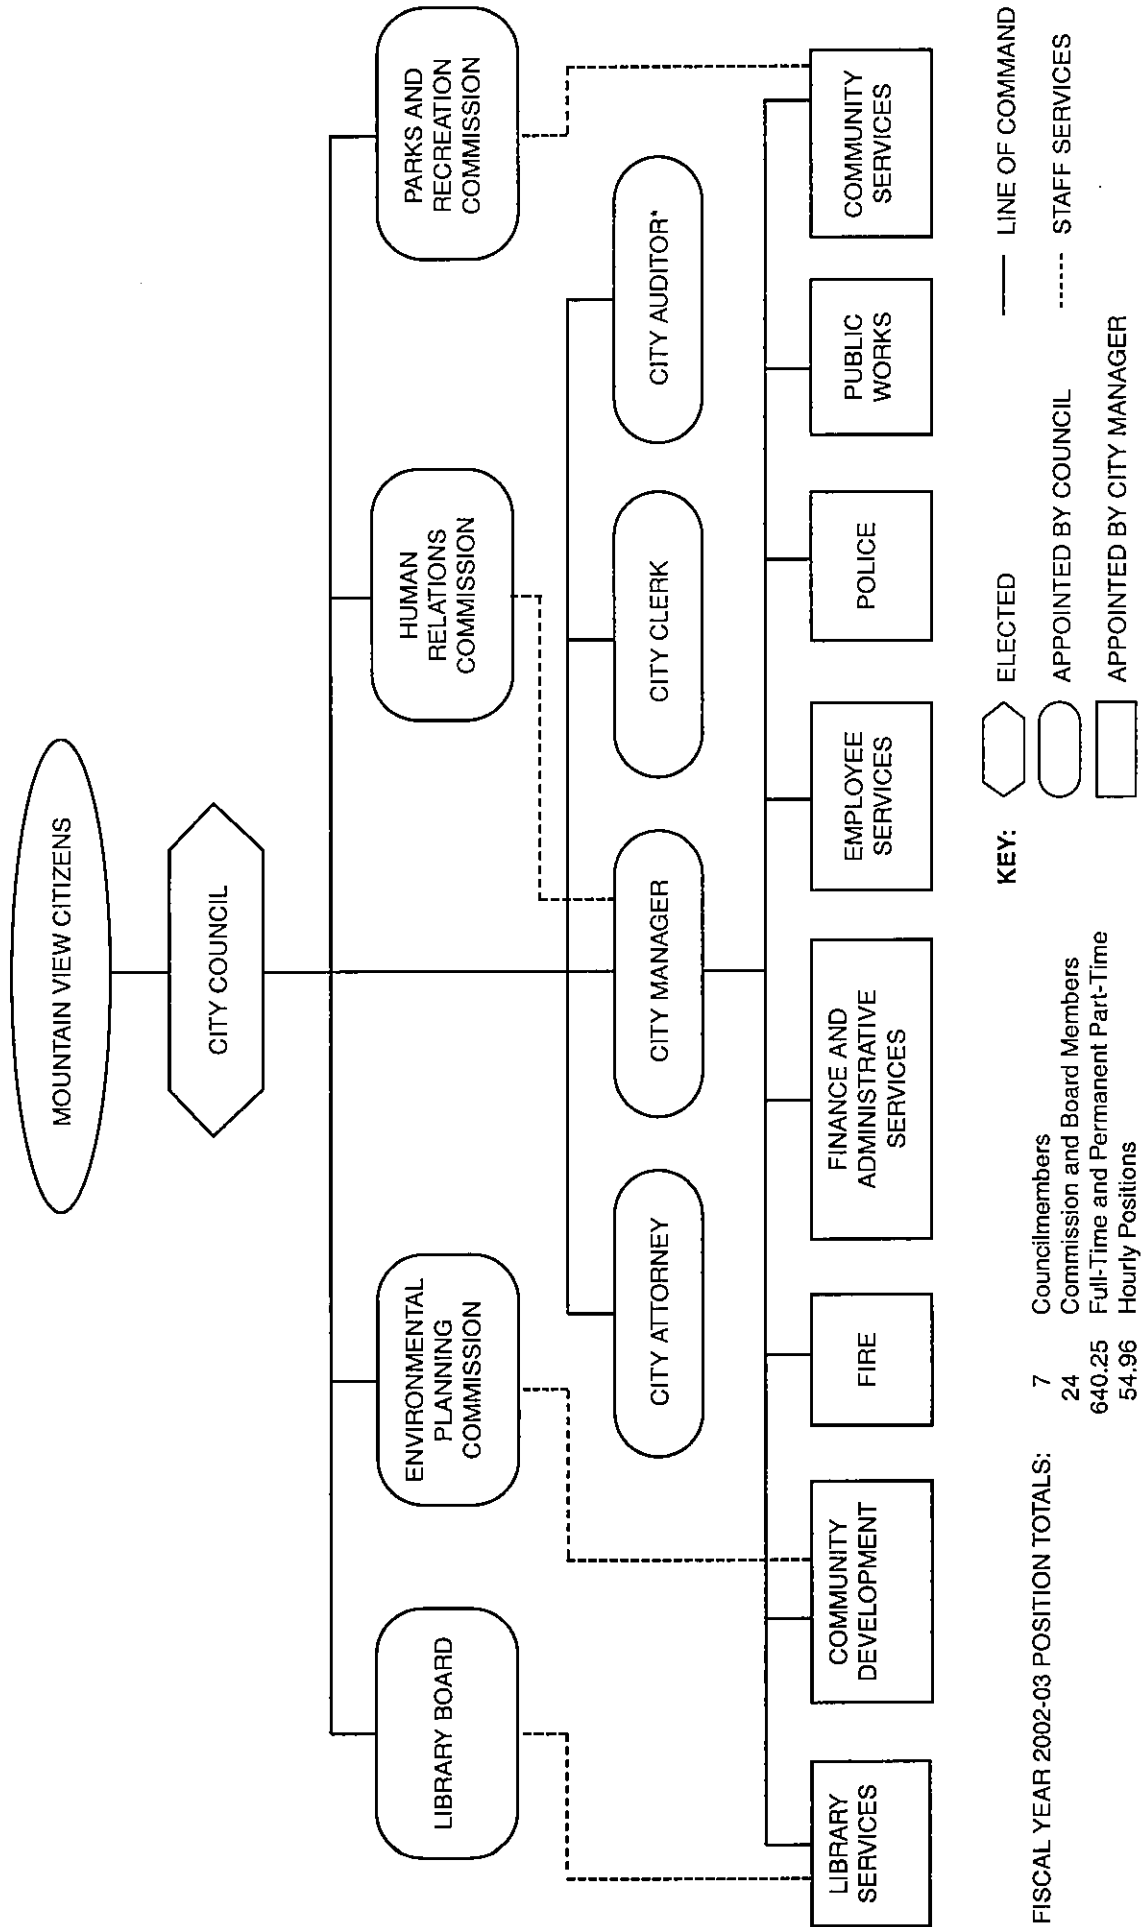 MOUNTAIN VIEW CITIZENS
CITY COUNCIL
LIBRARY BOARD
ENVIRONMENTAL
PLANNING
COMMISSION
HUMAN
RELATIONS
COMMISSION
PARKS AND
RECREATION
COMMISSION
CITY ATTORNEY
CITY MANAGER
CITY CLERK
CITY AUDITOR*
LIBRARY
SERVICES
COMMUNITY
DEVELOPMENT
FIRE
FINANCE AND
ADMINISTRATIVE
SERVICES
EMPLOYEE
SERVICES
POLICE
PUBLIC
WORKS
COMMUNITY
SERVICES
FISCAL YEAR 2002-03 POSITION TOTALS:
7 Councilmembers
24 Commission and Board Members
640.25 Full-Time and Permanent Part-Time
54.96 Hourly Positions
KEY:
ELECTED
APPOINTED BY COUNCIL
APPOINTED BY CITY MANAGER
LINE OF COMMAND
STAFF SERVICES